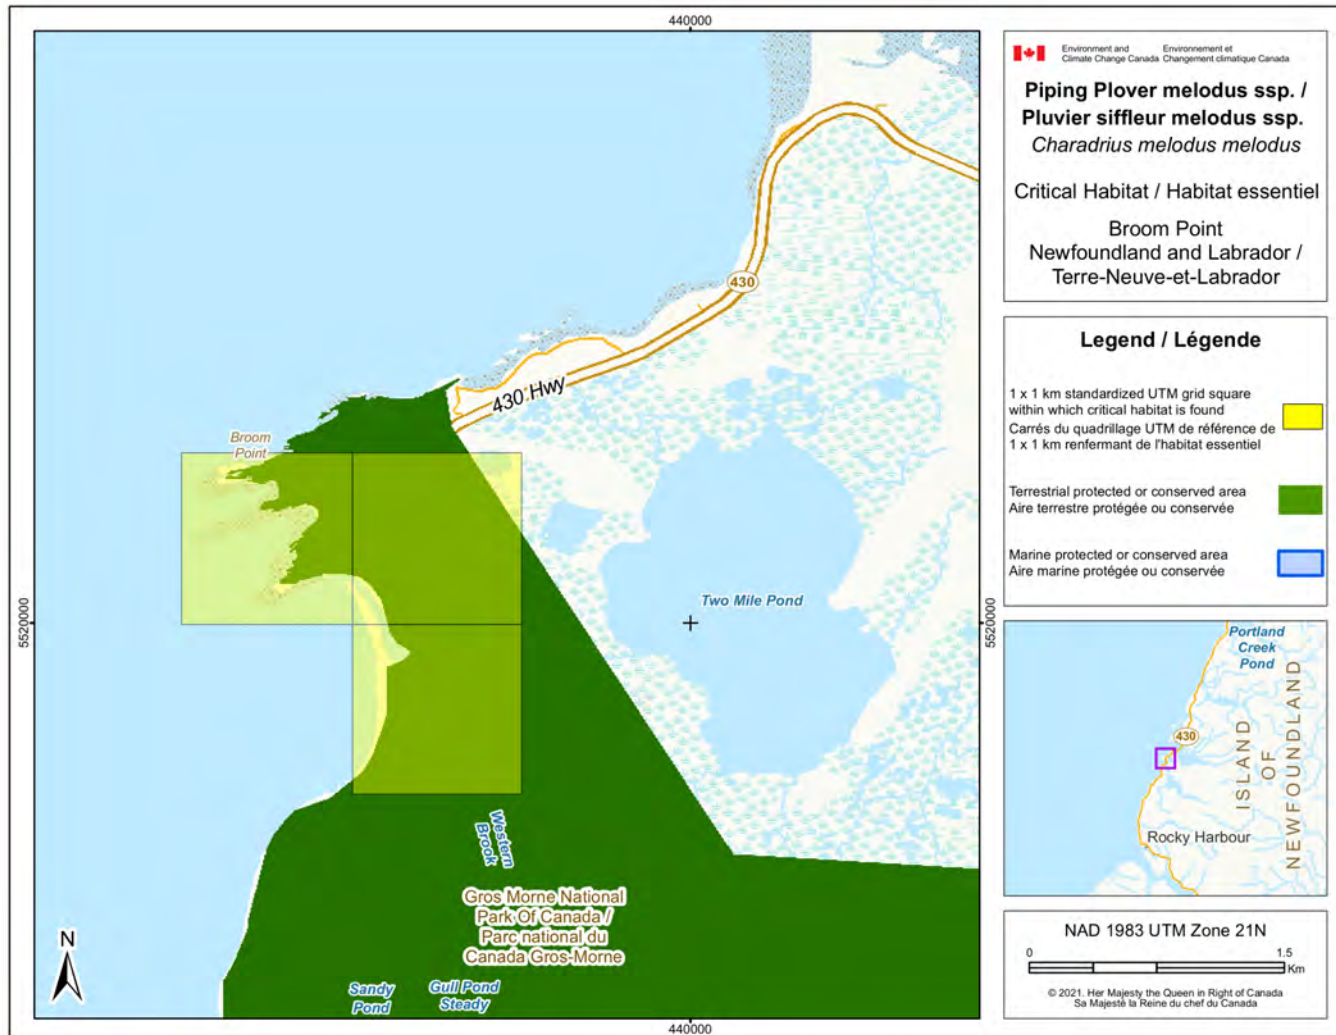 440000
5520000
5520000
440000
430
430 Hwy
Broom
Point
Two Mile Pond
Western
Brook
Gros Morne National
Park Of Canada /
Parc national du
Canada Gros-Morne
Sandy
Pond
Gull Pond
Steady
N
Environment and
Climate Change Canada
Environnement et
Changement climatique Canada
Piping Plover melodus ssp. /
Pluvier siffleur melodus ssp.
Charadrius melodus melodus
Critical Habitat / Habitat essentiel
Broom Point
Newfoundland and Labrador /
Terre-Neuve-et-Labrador
Legend / Légende
1 x 1 km standardized UTM grid square
within which critical habitat is found
Carrés du quadrillage UTM de référence de
1 x 1 km renfermant de l'habitat essentiel
Terrestrial protected or conserved area
Aire terrestre protégée ou conservée
Marine protected or conserved area
Aire marine protégée ou conservée
Portland
Creek
Pond
430
ISLAND
OF
NEWFOUNDLAND
Rocky Harbour
NAD 1983 UTM Zone 21N
0 1.5
Km
© 2021. Her Majesty the Queen in Right of Canada
Sa Majesté la Reine du chef du Canada